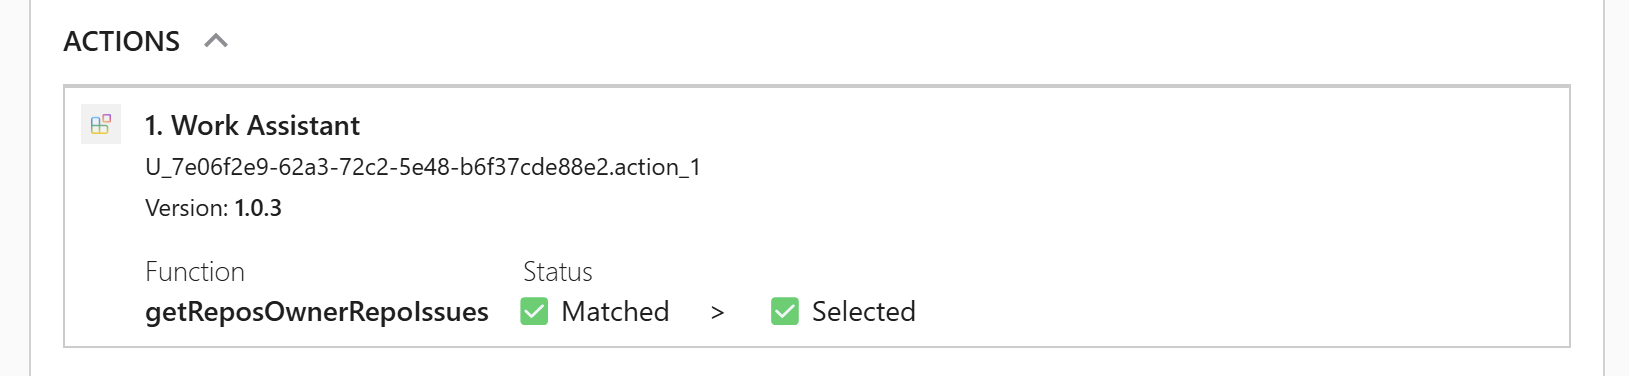 ACTIONS
1. Work Assistant
U_7e06f2e9-62a3-72c2-5e48-b6f37cde88e2.action_1
Version: 1.0.3
Function Status
getReposOwnerRepoIssues Matched > Selected